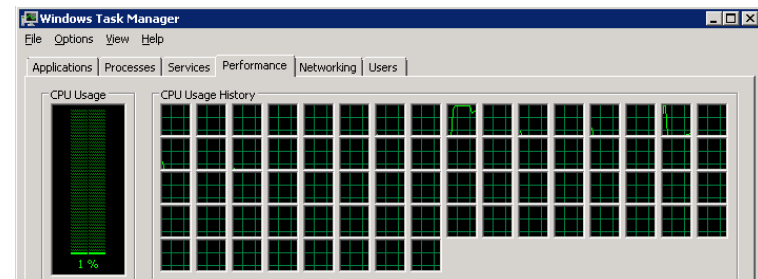 Windows Task Manager
File Options View Help
Applications Processes Services Performance Networking Users
CPU Usage CPU Usage History
1 %